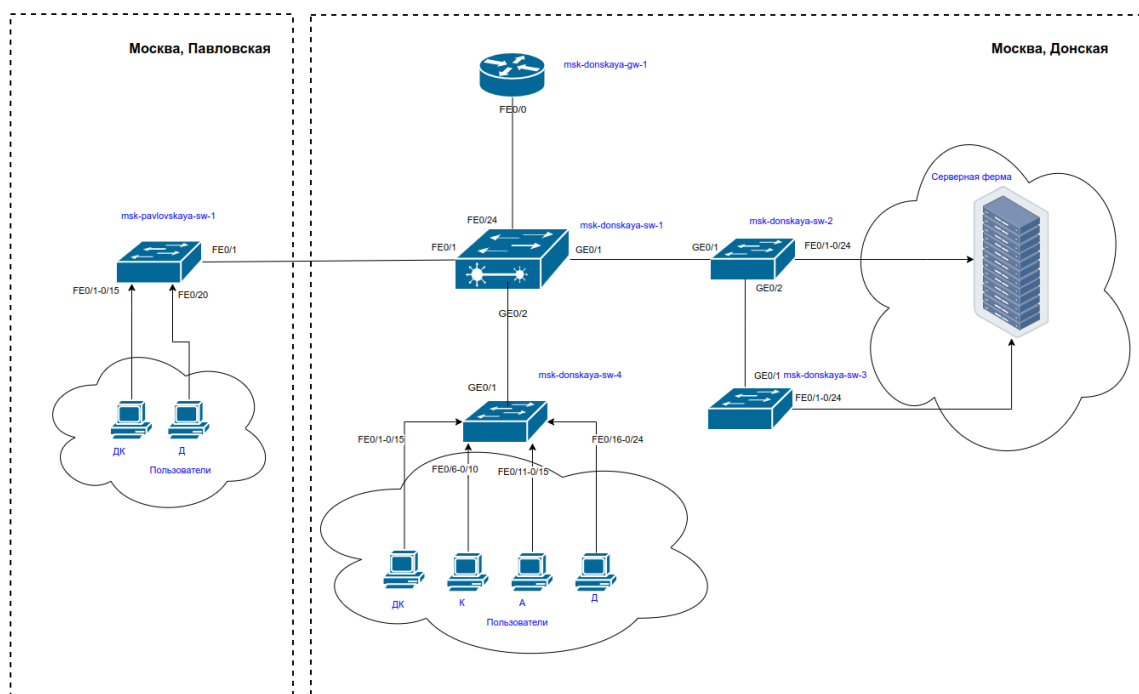 Москва, Павловская
Москва, Донская
msk-donskaya-gw-1
FE0/0
Серверная ферма
msk-pavlovskaya-sw-1
FE0/24
msk-donskaya-sw-1
msk-donskaya-sw-2
FE0/1
FE0/1
GE0/1
GE0/1
FE0/1-0/24
FE0/1-0/15
FE0/20
GE0/2
GE0/2
GE0/1
msk-donskaya-sw-4
GE0/1
msk-donskaya-sw-3
FE0/1-0/24
FE0/1-0/15
FE0/16-0/24
FE0/6-0/10
FE0/11-0/15
ДК
Д
Пользователи
ДК
К
А
Д
Пользователи